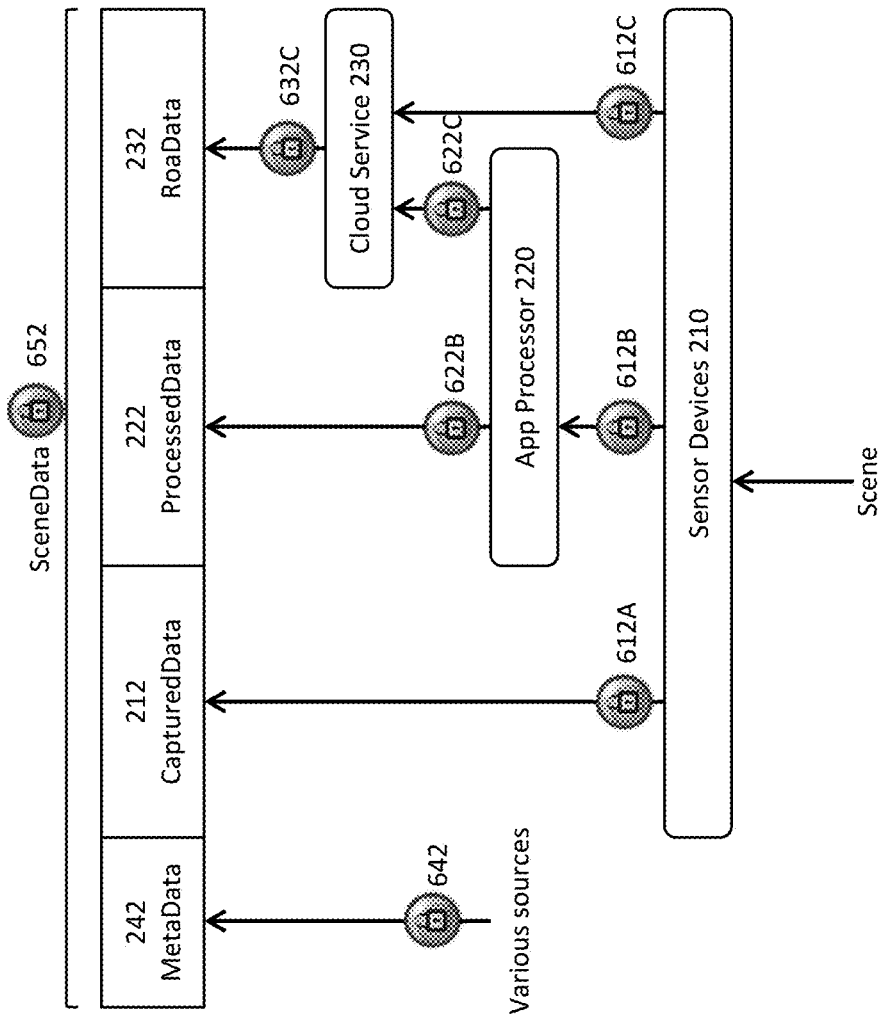 SceneData
652
242
MetaData
212
CapturedData
222
ProcessedData
232
RoaData
632C
Cloud Service 230
642
622B
622C
Various sources
App Processor 220
612A
612B
612C
Sensor Devices 210
Scene